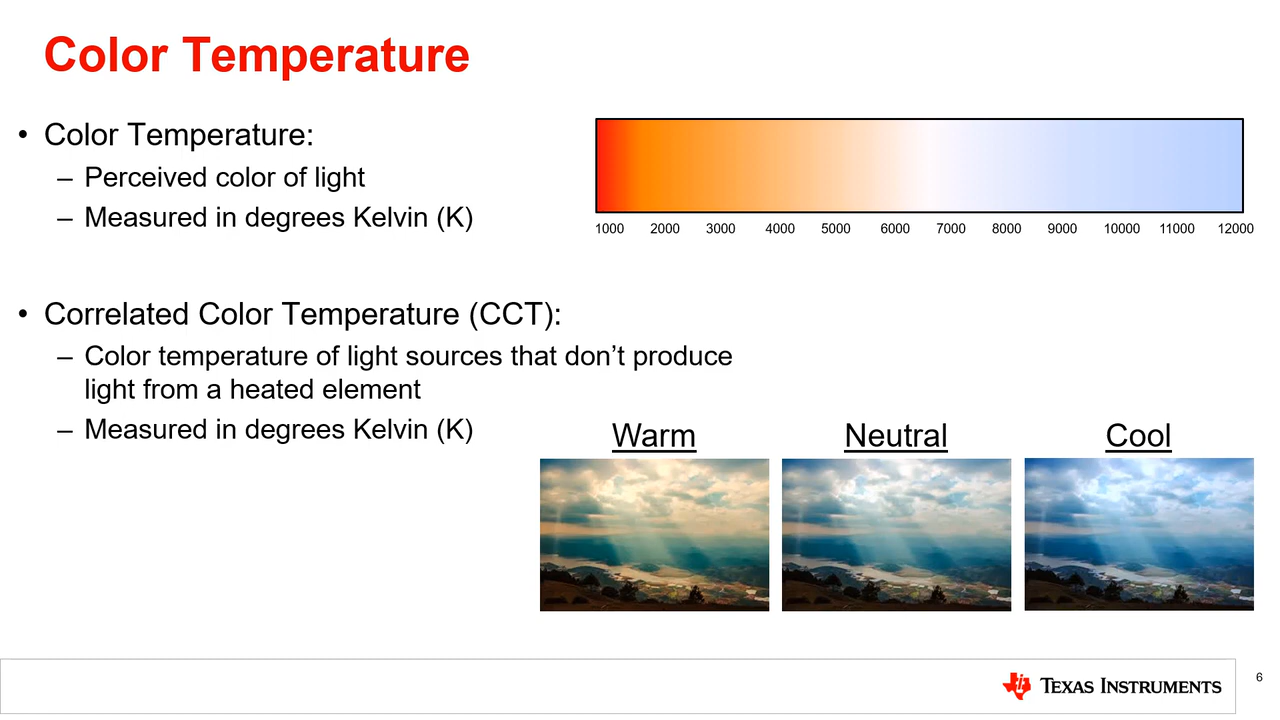 Color Temperature
• Color Temperature:
– Perceived color of light
– Measured in degrees Kelvin (K)
1000 2000 3000 4000 5000 6000 7000 8000 9000 10000 11000 12000
• Correlated Color Temperature (CCT):
– Color temperature of light sources that don’t produce
light from a heated element
– Measured in degrees Kelvin (K)
Warm Neutral Cool
TEXAS INSTRUMENTS
6